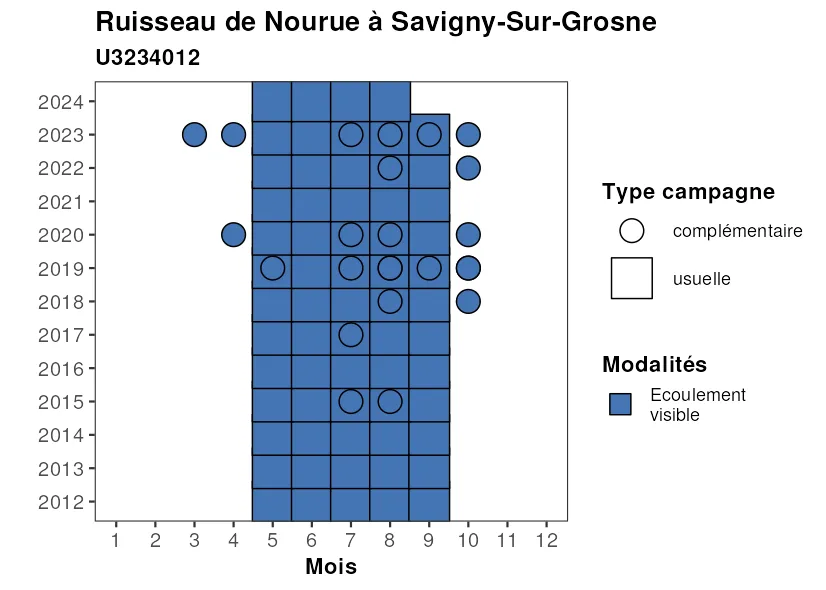 Ruisseau de Nourue à Savigny-Sur-Grosne
U3234012
2024
2023
2022
2021
2020
2019
2018
2017
2016
2015
2014
2013
2012
1 2 3 4 5 6 7 8 9 10 11 12
Mois
Type campagne
complémentaire
usuelle
Modalités
Ecoulement
visible